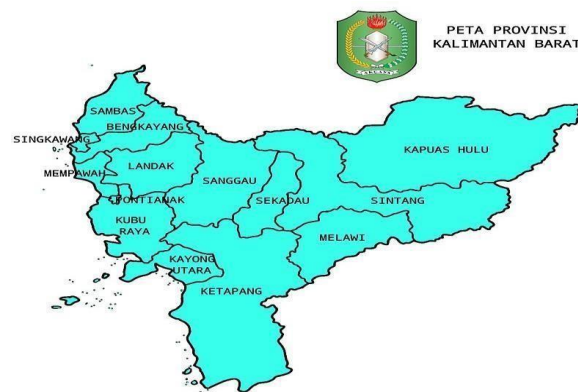 PETA PROVINSI
KALIMANTAN BARAT
SAMBAS
BENGKAYANG
SINGKAWANG
MEMPAWAH
LANDAK
PONTIANAK
KUBU
RAYA
SANGGAU
SEKADAU
KAPUAS HULU
SINTANG
MELAWI
KAYONG
UTARA
KETAPANG